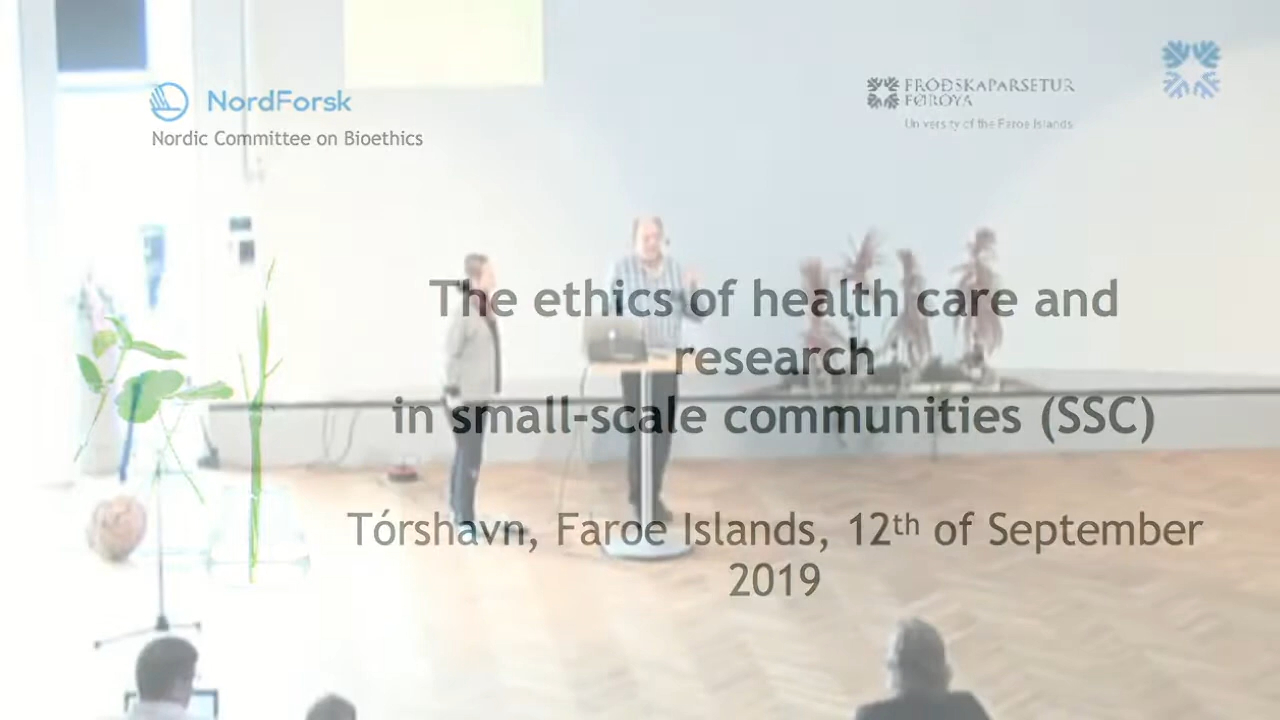 NordForsk
Nordic Committee on Bioethics
FRÓÐSKAPARSETUR
FØROYA
University of the Faroe Islands
The ethics of health care and
research
in small-scale communities (SSC)
Tórshavn, Faroe Islands, 12th of September
2019